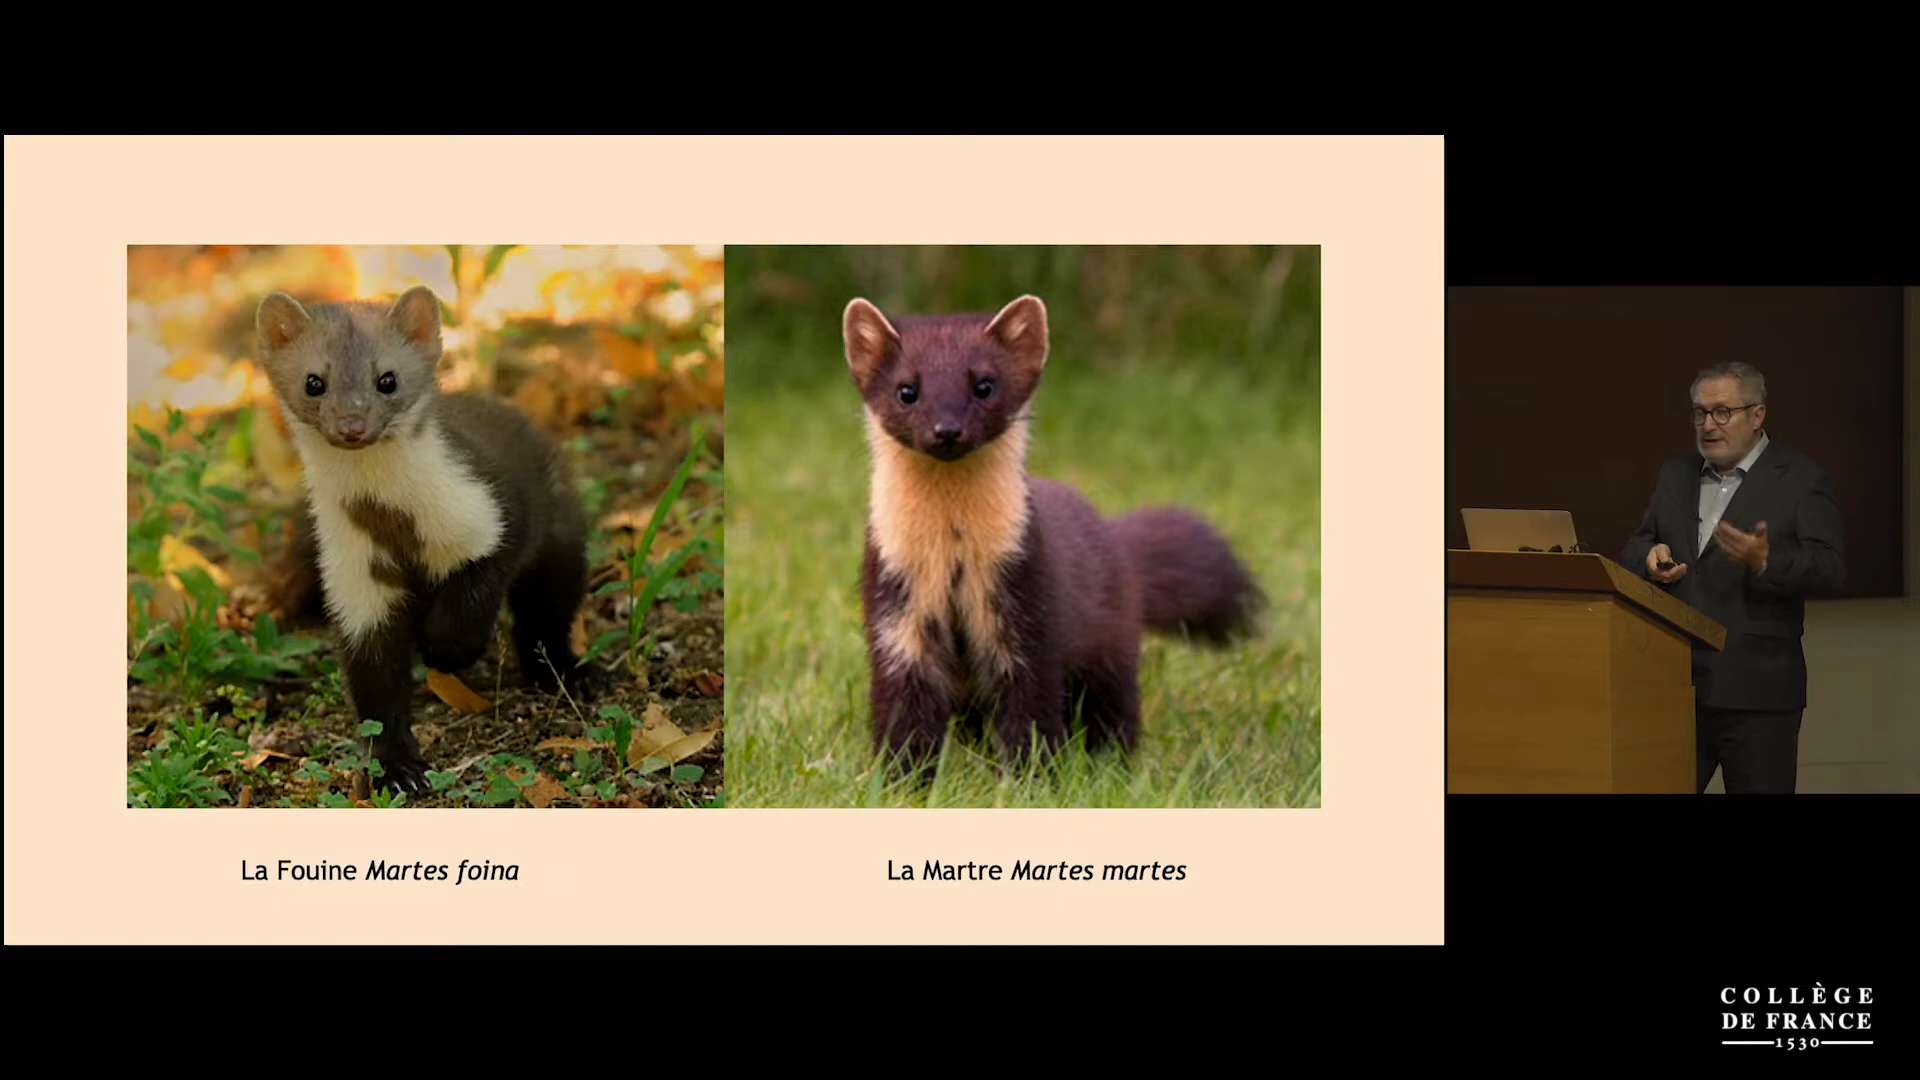 La Fouine Martes foina
La Martre Martes martes
COLLÈGE
DE FRANCE
1530